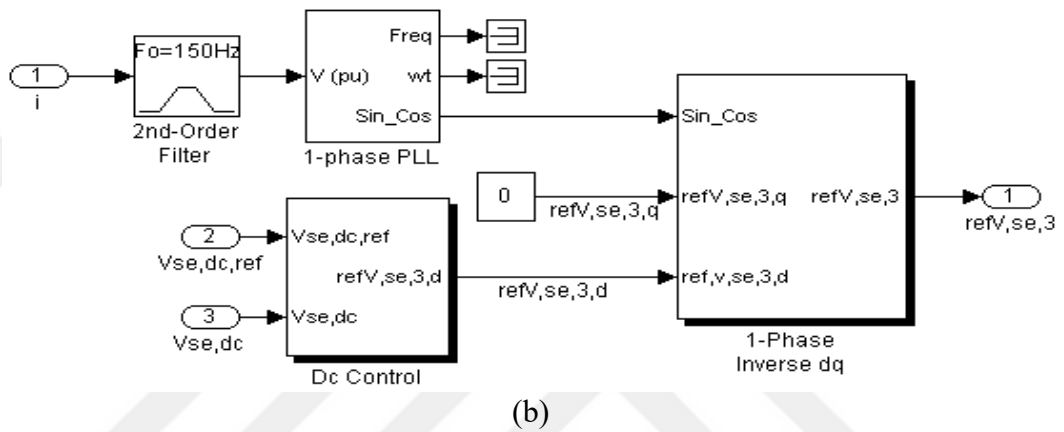 Fo=150Hz
1
i
2nd-Order
Filter
V (pu)
Freq
wt
Sin_Cos
1-phase PLL
0
refV,se,3,q
2
Vse,dc,ref
3
Vse,dc
Vse,dc,ref
refV,se,3,d
Vse,dc
Dc Control
refV,se,3,d
Sin_Cos
refV,se,3,q
refV,se,3
ref,v,se,3,d
1-Phase
Inverse dq
1
refV,se,3
(b)